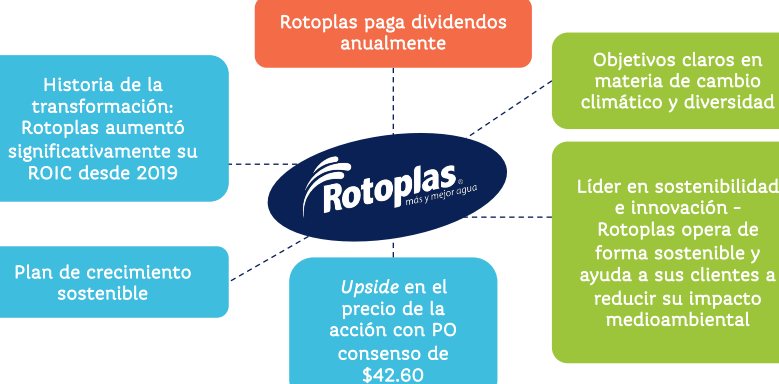 Rotoplas paga dividendos
anualmente
Historia de la
transformación:
Rotoplas aumentó
significativamente su
ROIC desde 2019
Objetivos claros en
materia de cambio
climático y diversidad
Rotoplas®
más y mejor agua
Líder en sostenibilidad
e innovación -
Rotoplas opera de
forma sostenible y
ayuda a sus clientes a
reducir su impacto
medioambiental
Plan de crecimiento
sostenible
Upside en el
precio de la
acción con PO
consenso de
$42.60